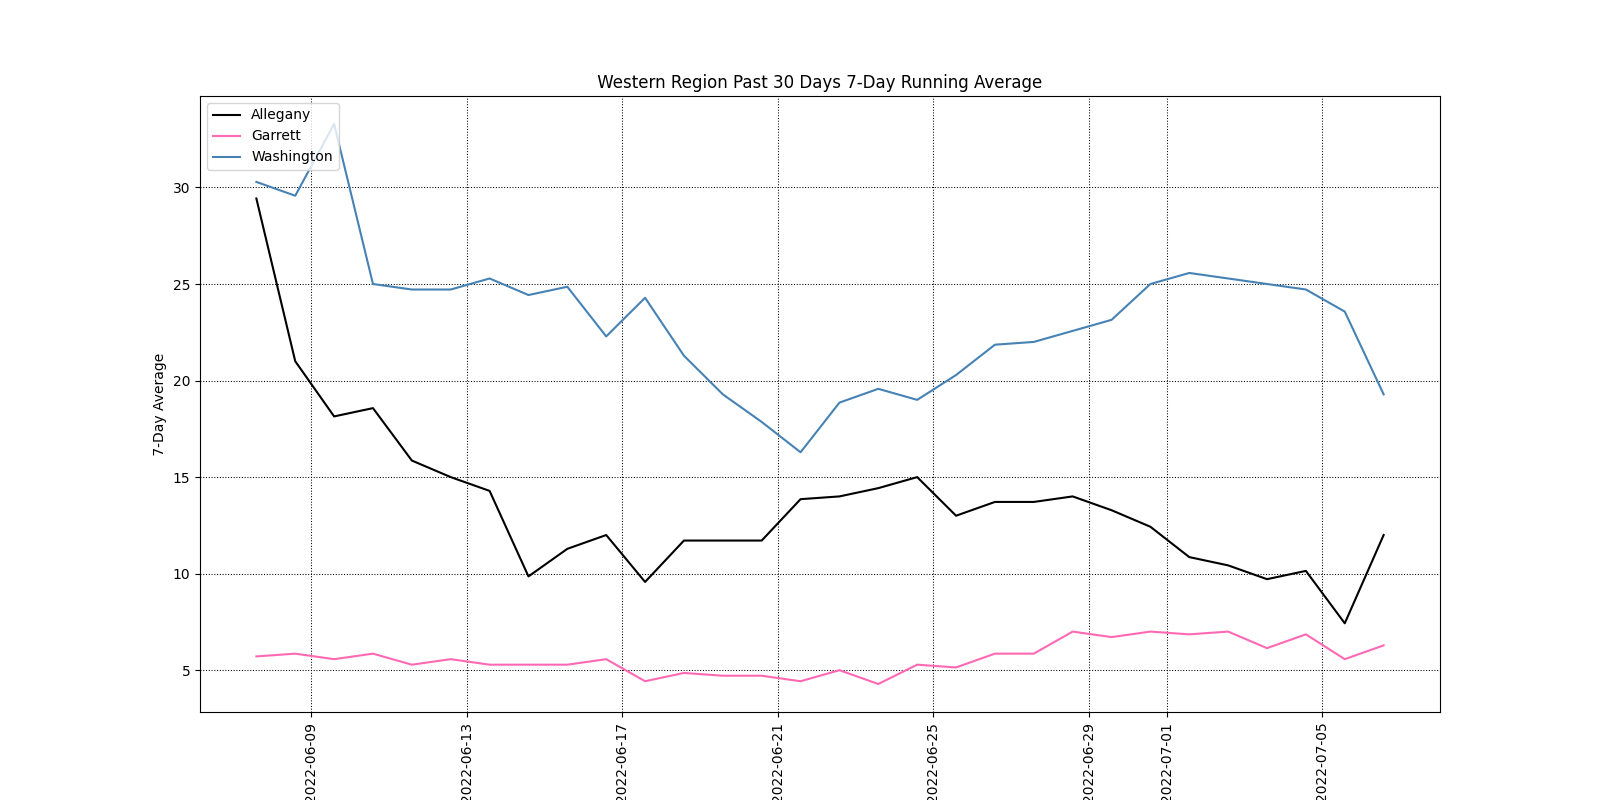 Western Region Past 30 Days 7-Day Running Average
Allegany
Garrett
Washington
7-Day Average
30
25
20
15
10
5
2022-06-09
2022-06-13
2022-06-17
2022-06-21
2022-06-25
2022-06-29
2022-07-01
2022-07-05